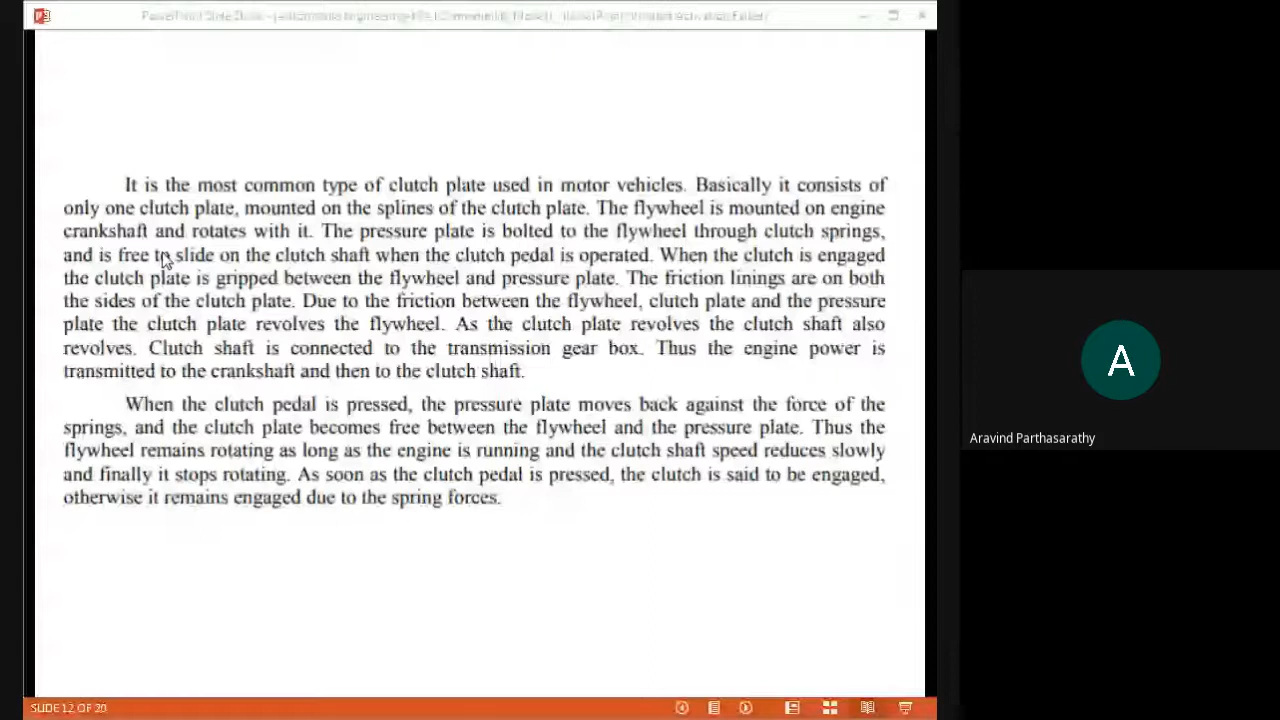 It is the most common type of clutch plate used in motor vehicles. Basically it consists of
only one clutch plate, mounted on the splines of the clutch plate. The flywheel is mounted on engine
crankshaft and rotates with it. The pressure plate is bolted to the flywheel through clutch springs,
and is free to slide on the clutch shaft when the clutch pedal is operated. When the clutch is engaged
the clutch plate is gripped between the flywheel and pressure plate. The friction linings are on both
the sides of the clutch plate. Due to the friction between the flywheel, clutch plate and the pressure
plate the clutch plate revolves the flywheel. As the clutch plate revolves the clutch shaft also
revolves. Clutch shaft is connected to the transmission gear box. Thus the engine power is
transmitted to the crankshaft and then to the clutch shaft.
When the clutch pedal is pressed, the pressure plate moves back against the force of the
springs, and the clutch plate becomes free between the flywheel and the pressure plate. Thus the
flywheel remains rotating as long as the engine is running and the clutch shaft speed reduces slowly
and finally it stops rotating. As soon as the clutch pedal is pressed, the clutch is said to be engaged,
otherwise it remains engaged due to the spring forces.
A
Aravind Parthasarathy
SLIDE 12 OF 20